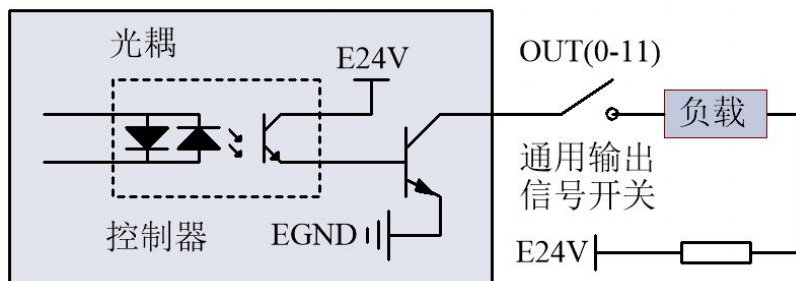 光耦
E24V
OUT(0-11)
负载
通用输出
信号开关
控制器
EGND
E24V